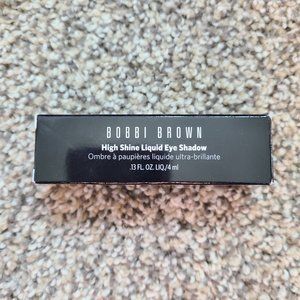 BOBBI BROWN
High Shine Liquid Eye Shadow
Ombre à paupières liquide ultra-brillante
.13 FL. OZ. LIQ./4 ml